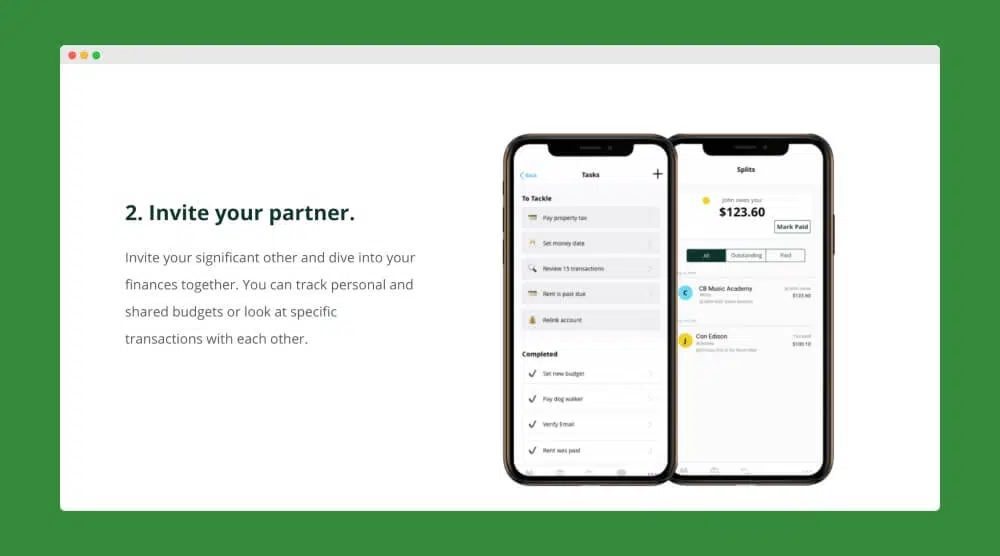 2. Invite your partner.
Invite your significant other and dive into your
finances together. You can track personal and
shared budgets or look at specific
transactions with each other.
Back Tasks +
To Tackle
Pay property tax
Set money date
Review 15 transactions
Rent is past due
Relink account
Completed
Set new budget
Pay dog walker
Verify Email
Rent was paid
Splits
John owes you
$123.60
Mark Paid
All Outstanding Paid
CB Music Academy
$123.60
Con Edison
$100.10